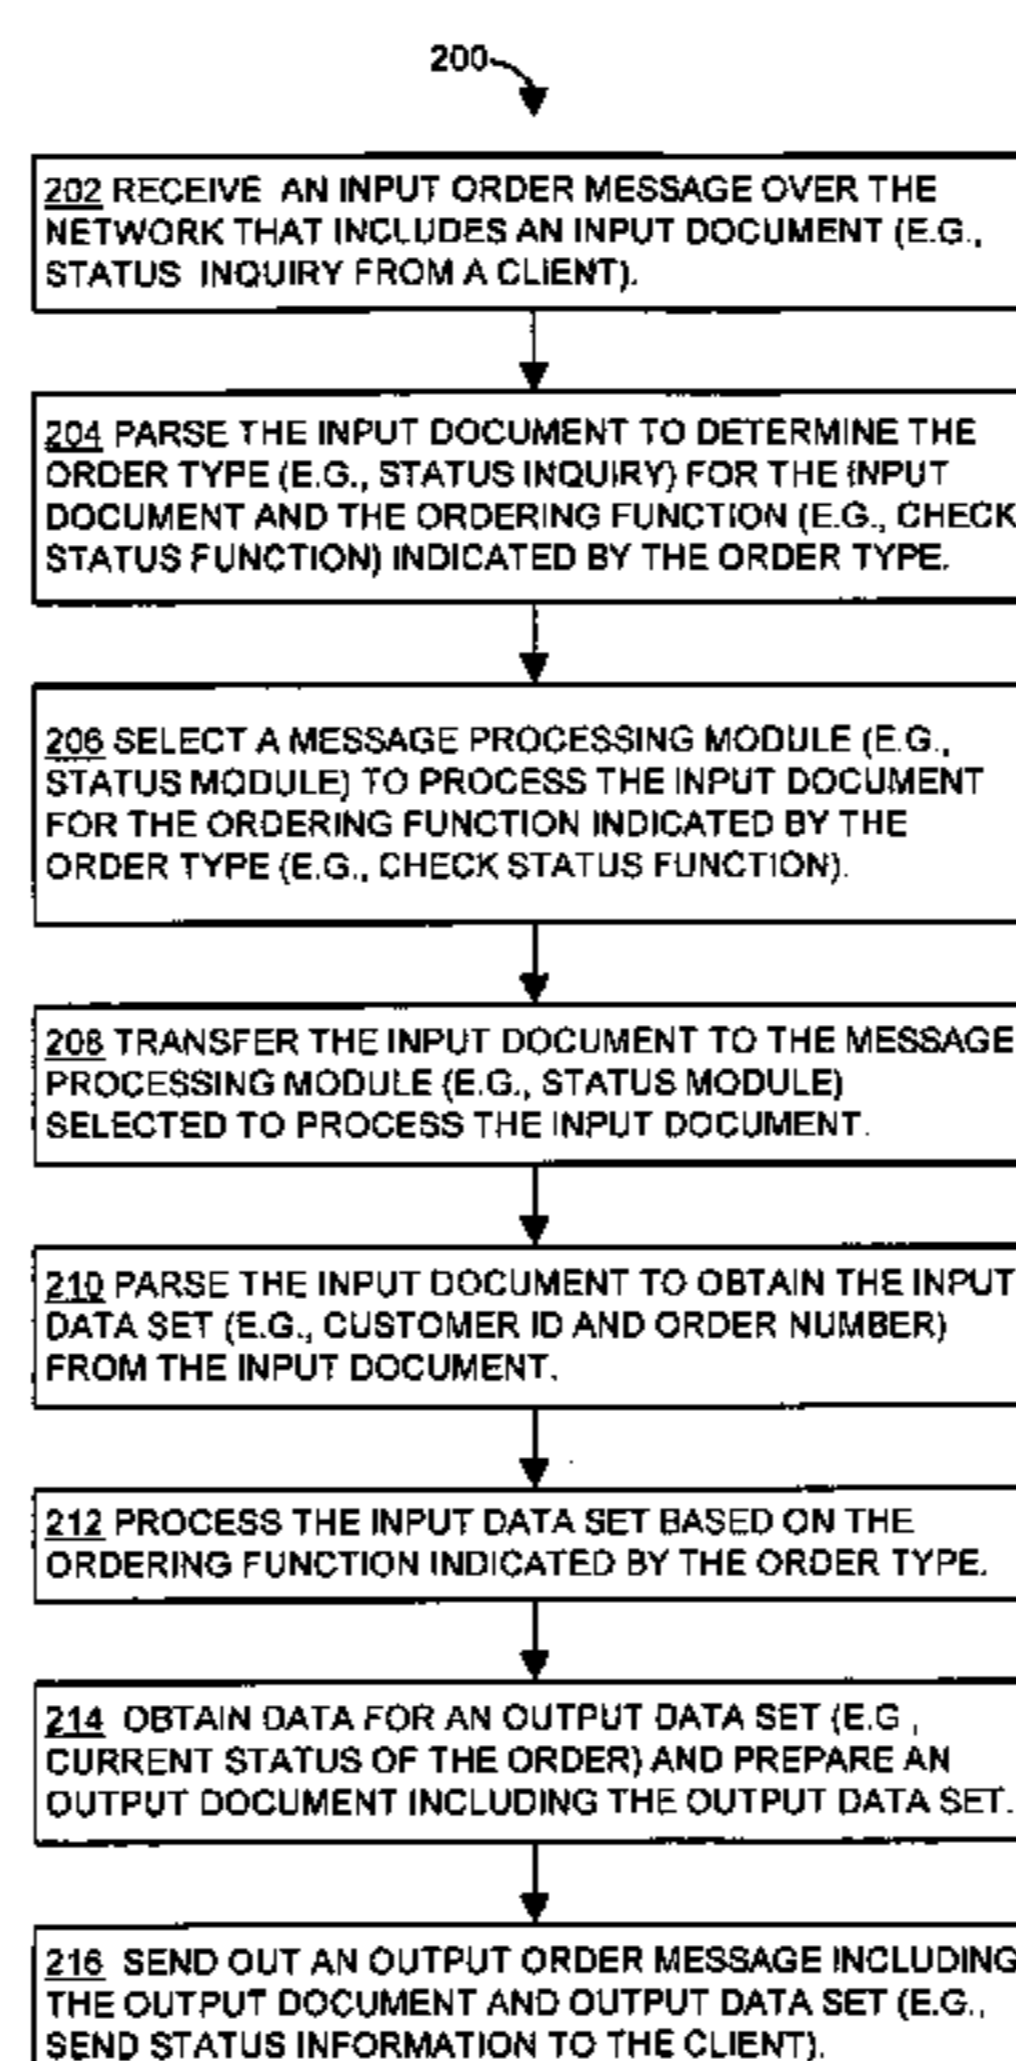 200
202 RECEIVE AN INPUT ORDER MESSAGE OVER THE
NETWORK THAT INCLUDES AN INPUT DOCUMENT (E.G.,
STATUS INQUIRY FROM A CLIENT).
204 PARSE THE INPUT DOCUMENT TO DETERMINE THE
ORDER TYPE (E.G., STATUS INQUIRY) FOR THE INPUT
DOCUMENT AND THE ORDERING FUNCTION (E.G., CHECK
STATUS FUNCTION) INDICATED BY THE ORDER TYPE.
206 SELECT A MESSAGE PROCESSING MODULE (E.G.,
STATUS MODULE) TO PROCESS THE INPUT DOCUMENT
FOR THE ORDERING FUNCTION INDICATED BY THE
ORDER TYPE (E.G., CHECK STATUS FUNCTION).
208 TRANSFER THE INPUT DOCUMENT TO THE MESSAGE
PROCESSING MODULE (E.G., STATUS MODULE)
SELECTED TO PROCESS THE INPUT DOCUMENT.
210 PARSE THE INPUT DOCUMENT TO OBTAIN THE INPUT
DATA SET (E.G., CUSTOMER ID AND ORDER NUMBER)
FROM THE INPUT DOCUMENT.
212 PROCESS THE INPUT DATA SET BASED ON THE
ORDERING FUNCTION INDICATED BY THE ORDER TYPE.
214 OBTAIN DATA FOR AN OUTPUT DATA SET (E.G.,
CURRENT STATUS OF THE ORDER) AND PREPARE AN
OUTPUT DOCUMENT INCLUDING THE OUTPUT DATA SET.
216 SEND OUT AN OUTPUT ORDER MESSAGE INCLUDING
THE OUTPUT DOCUMENT AND OUTPUT DATA SET (E.G.,
SEND STATUS INFORMATION TO THE CLIENT).